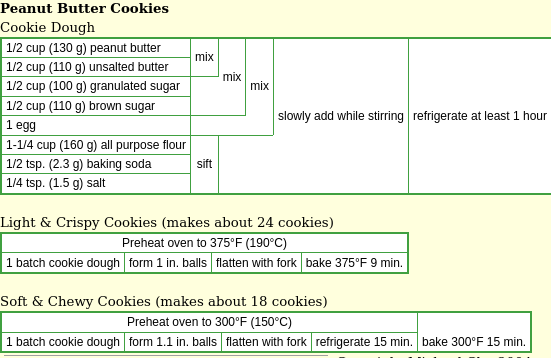 Peanut Butter Cookies
Cookie Dough
1/2 cup (130 g) peanut butter
mix
1/2 cup (110 g) unsalted butter
mix
1/2 cup (100 g) granulated sugar
mix
1/2 cup (110 g) brown sugar
1 egg
slowly add while stirring
refrigerate at least 1 hour
1-1/4 cup (160 g) all purpose flour
1/2 tsp. (2.3 g) baking soda
sift
1/4 tsp. (1.5 g) salt
Light & Crispy Cookies (makes about 24 cookies)
Preheat oven to 375°F (190°C)
1 batch cookie dough form 1 in. balls flatten with fork bake 375°F 9 min.
Soft & Chewy Cookies (makes about 18 cookies)
Preheat oven to 300°F (150°C)
1 batch cookie dough form 1.1 in. balls flatten with fork refrigerate 15 min. bake 300°F 15 min.